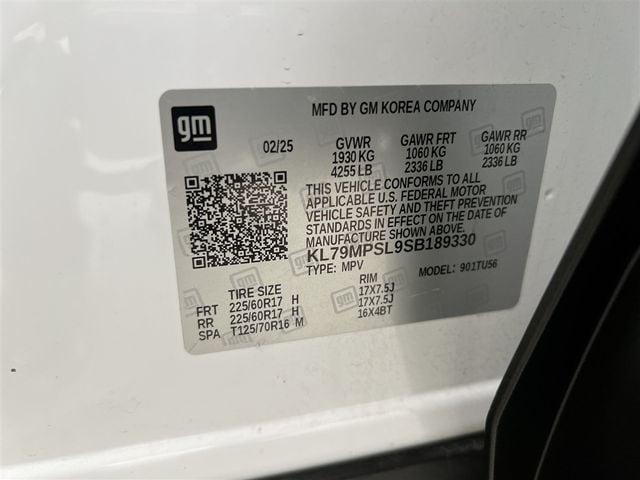 gm
MFD BY GM KOREA COMPANY
02/25 GVWR GAWR FRT GAWR RR
1930 KG 1060 KG 1060 KG
4255 LB 2336 LB 2336 LB
THIS VEHICLE CONFORMS TO ALL
APPLICABLE U.S. FEDERAL MOTOR
VEHICLE SAFETY AND THEFT PREVENTION
STANDARDS IN EFFECT ON THE DATE OF
MANUFACTURE SHOWN ABOVE.
KL79MPSL9SB189330
TYPE: MPV MODEL: 901TU56
TIRE SIZE RIM
FRT 225/60R17 H 17X7.5J
RR 225/60R17 H 17X7.5J
SPA T125/70R16 M 16X4BT